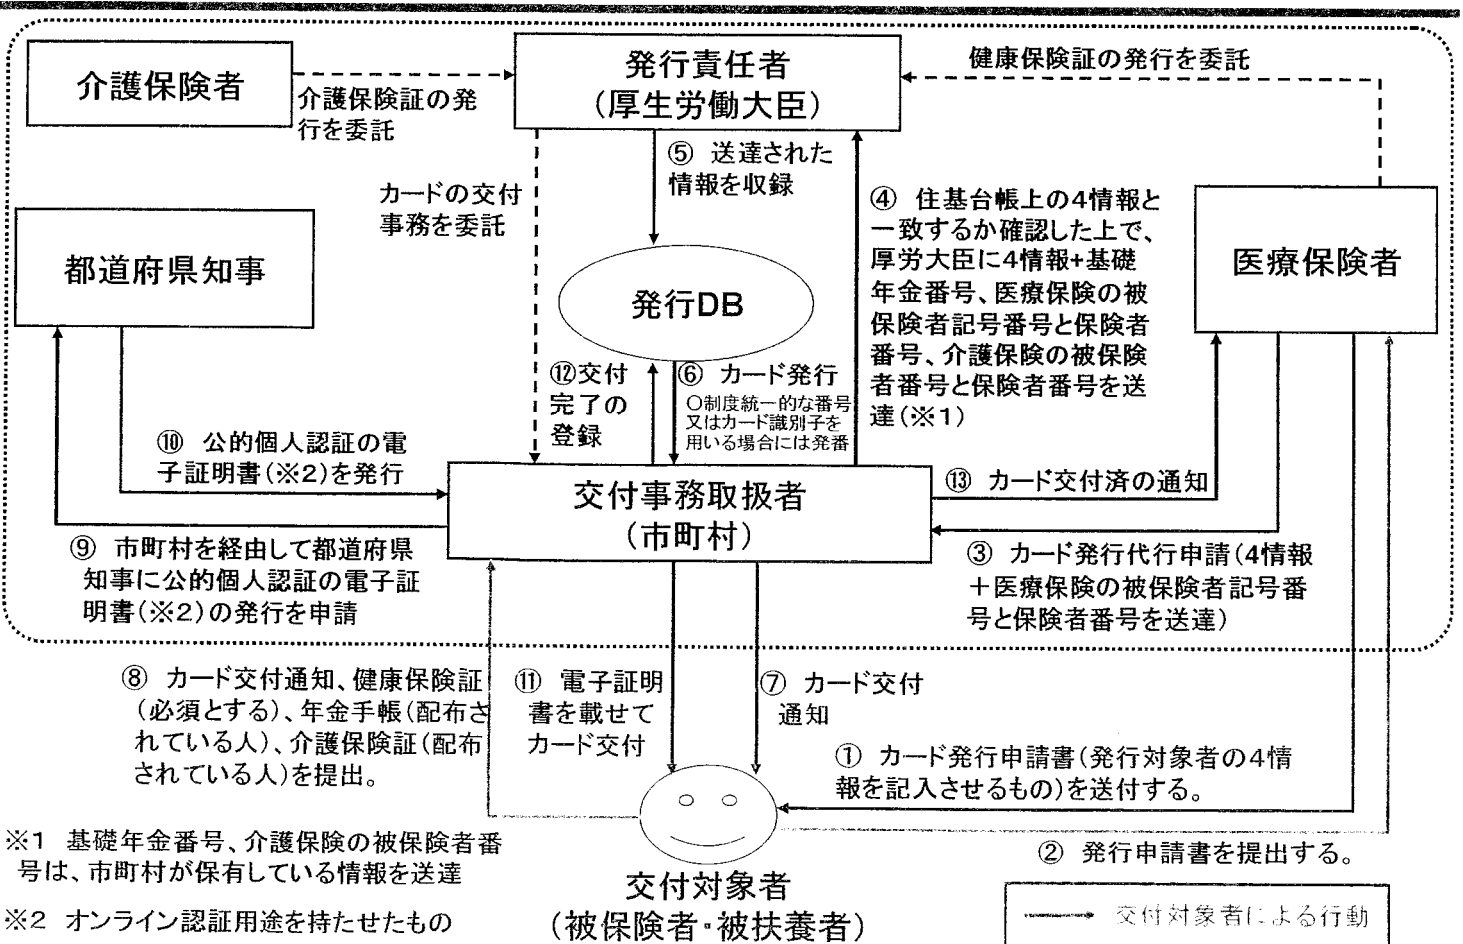 介護保険者
介護保険証の発
行を委託
発行責任者
(厚生労働大臣)
健康保険証の発行を委託
カードの交付
事務を委託
⑤ 送達された
情報を収録
④ 住基台帳上の4情報と
一致するか確認した上で、
厚労大臣に4情報+基礎
年金番号、医療保険の被
保険者記号番号と保険者
番号、介護保険の被保険
者番号と保険者番号を送
達(※1)
都道府県知事
医療保険者
発行DB
⑫交付
完了の
登録
⑥ カード発行
○制度統一的な番号
又はカード識別子を
用いる場合には発番
⑩ 公的個人認証の電
子証明書(※2)を発行
交付事務取扱者
(市町村)
⑬ カード交付済の通知
⑨ 市町村を経由して都道府県
知事に公的個人認証の電子証
明書(※2)の発行を申請
③ カード発行代行申請(4情報
+医療保険の被保険者記号番
号と保険者番号を送達)
⑧ カード交付通知、健康保険証
(必須とする)、年金手帳(配布さ
れている人)、介護保険証(配布
されている人)を提出。
⑪ 電子証明
書を載せて
カード交付
⑦ カード交付
通知
① カード発行申請書(発行対象者の4情
報を記入させるもの)を送付する。
② 発行申請書を提出する。
※1 基礎年金番号、介護保険の被保険者番
号は、市町村が保有している情報を送達
※2 オンライン認証用途を持たせたもの
交付対象者
(被保険者・被扶養者)
交付対象者による行動